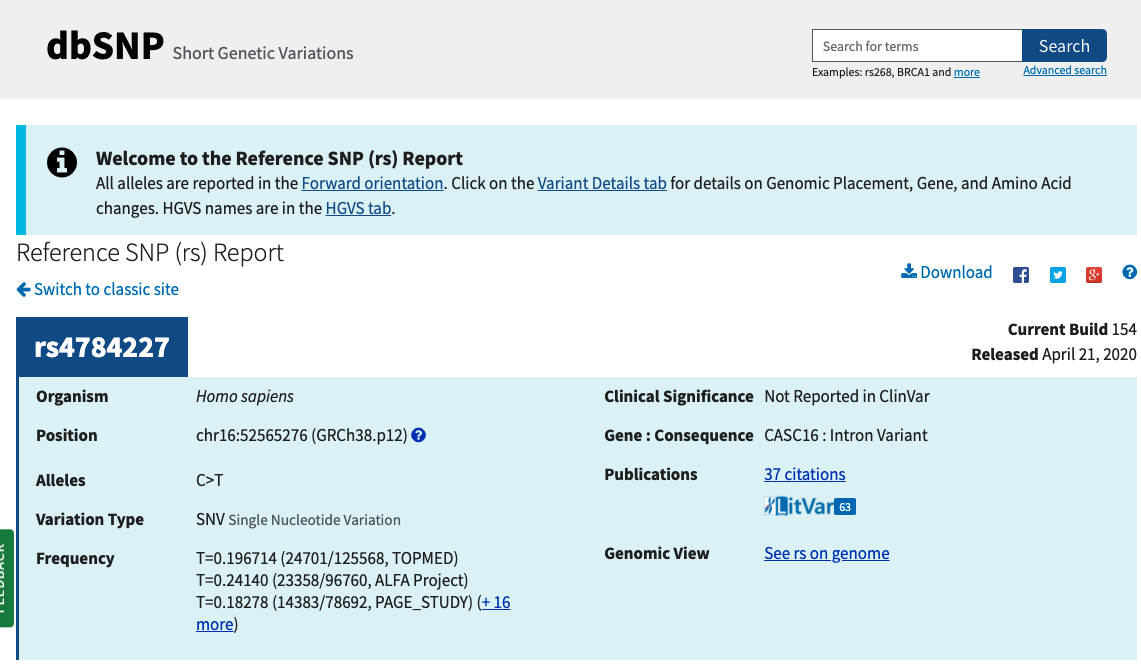 dbSNP Short Genetic Variations
Search for terms
Search
Examples: rs268, BRCA1 and more
Advanced search
Welcome to the Reference SNP (rs) Report
All alleles are reported in the Forward orientation. Click on the Variant Details tab for details on Genomic Placement, Gene, and Amino Acid
changes. HGVS names are in the HGVS tab.
Reference SNP (rs) Report
Download
Switch to classic site
rs4784227
Current Build 154
Released April 21, 2020
Organism Homo sapiens
Position chr16:52565276 (GRCh38.p12)
Alleles C>T
Variation Type SNV Single Nucleotide Variation
Frequency T=0.196714 (24701/125568, TOPMED)
T=0.24140 (23358/96760, ALFA Project)
T=0.18278 (14383/78692, PAGE_STUDY) (+ 16
more)
Clinical Significance Not Reported in ClinVar
Gene : Consequence CASC16 : Intron Variant
Publications 37 citations
LitVar 63
Genomic View See rs on genome
FEEDBACK